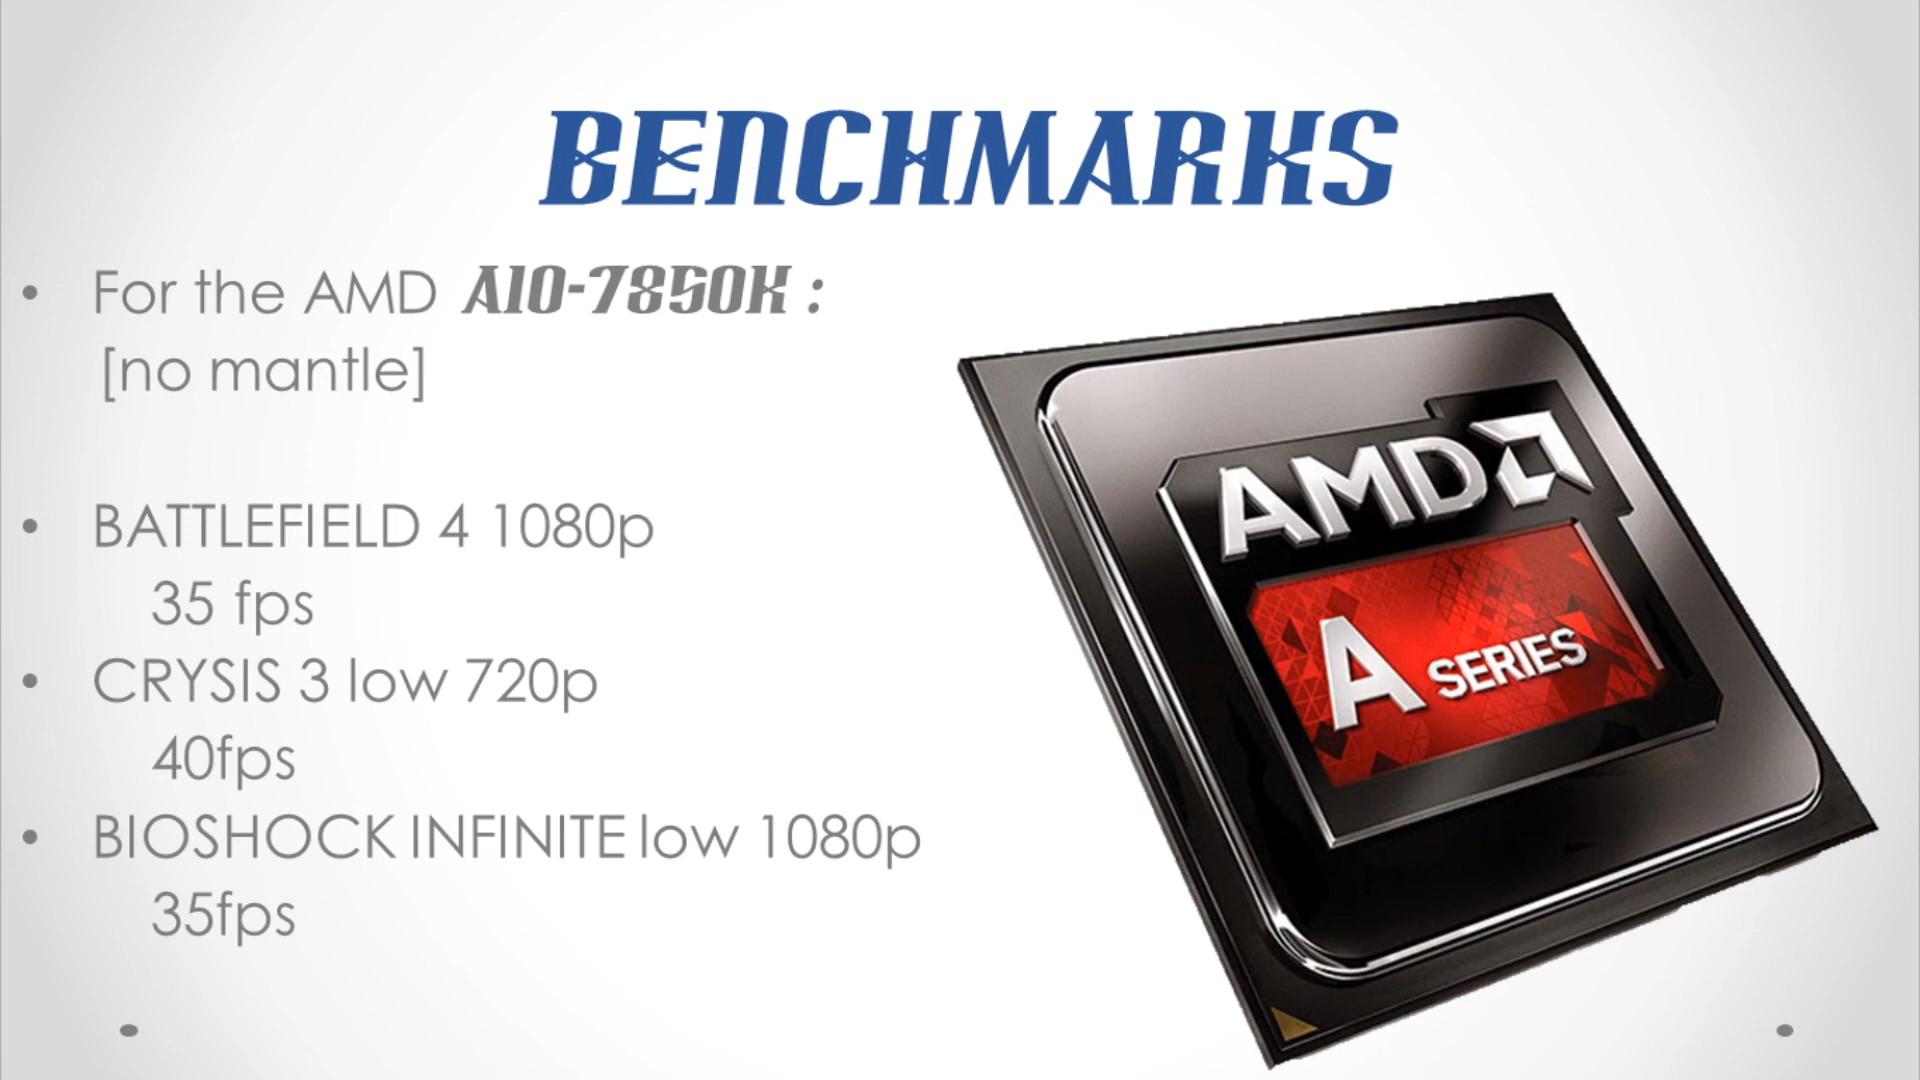 BENCHMARKS
• For the AMD A10-7850K :
[no mantle]
• BATTLEFIELD 4 1080p
35 fps
• CRYSIS 3 low 720p
40fps
• BIOSHOCK INFINITE low 1080p
35fps
AMD
A SERIES